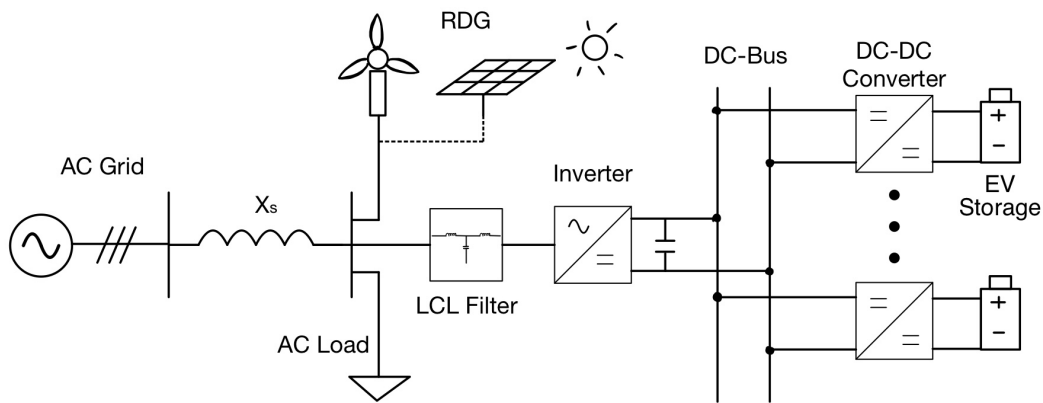 RDG
DC-Bus
DC-DC
Converter
AC Grid
Xs
Inverter
EV
Storage
LCL Filter
AC Load